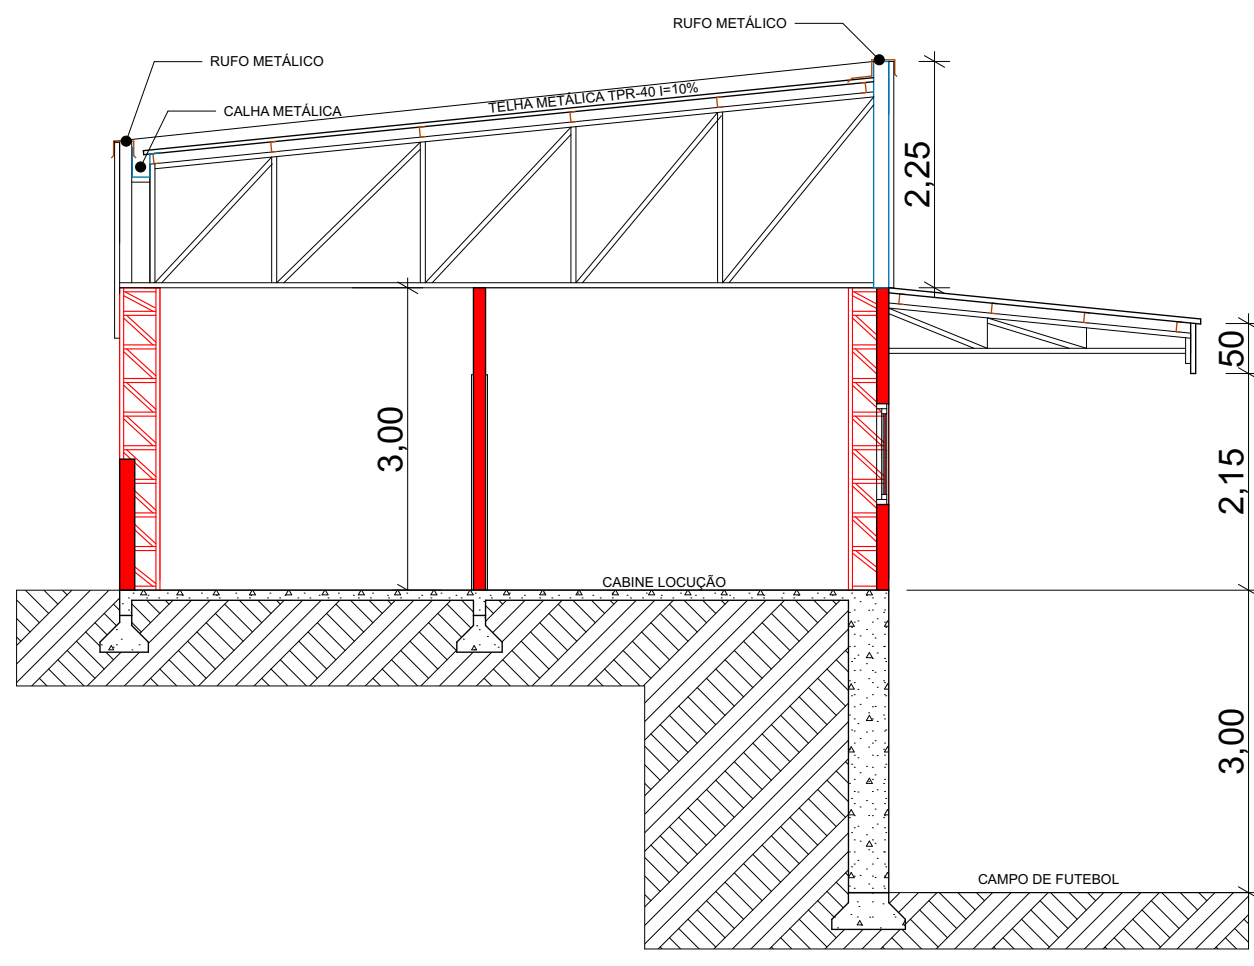 RUFO METÁLICO
RUFO METÁLICO
CALHA METÁLICA
TELHA METÁLICA TPR-40 I=10%
2,25
50
3,00
2,15
CABINE LOCUÇÃO
3,00
CAMPO DE FUTEBOL